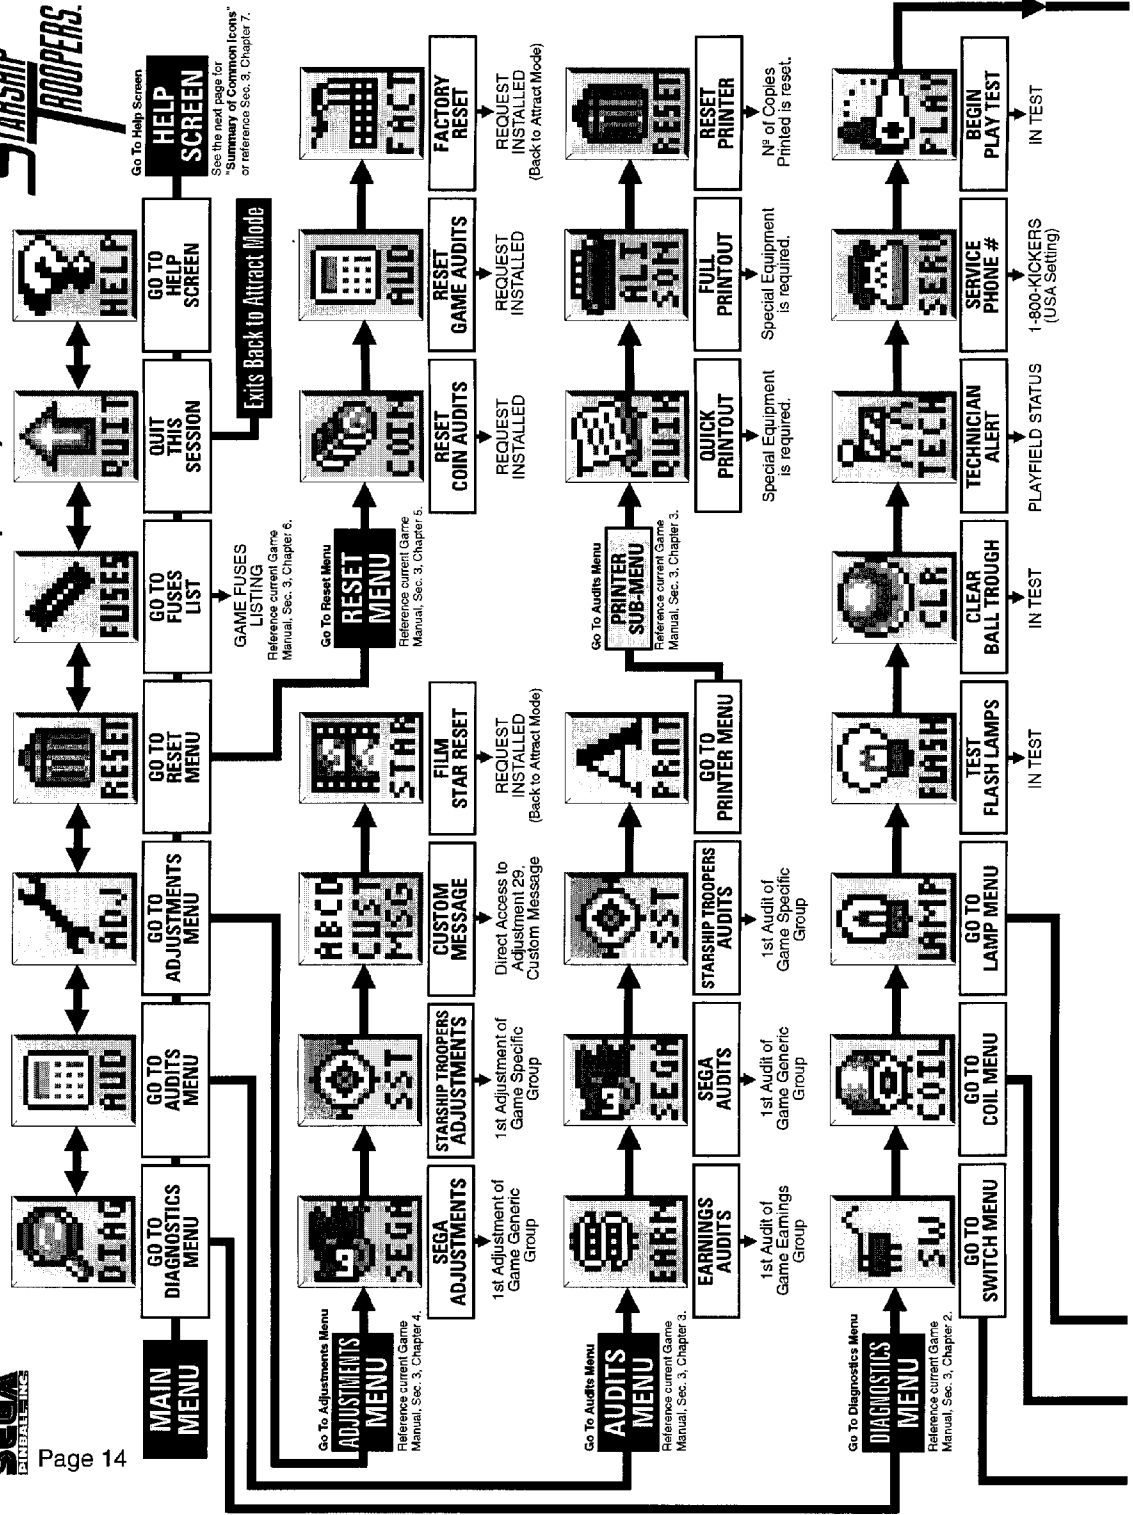 SEGA
PINBALL, INC.
Page 14
STARSHIP
TROOPERS.
MAIN
MENU
DIAG
GO TO
DIAGNOSTICS
MENU
AUD
GO TO
AUDITS
MENU
ADJ
GO TO
ADJUSTMENTS
MENU
RESET
GO TO
RESET
MENU
FUSES
GO TO
FUSES
LIST
GAME FUSES
LISTING
Reference current Game
Manual, Sec. 3, Chapter 6.
QUIT
QUIT
THIS
SESSION
Exits Back to Attract Mode
HELP
GO TO
HELP
SCREEN
Go To Help Screen
HELP
SCREEN
See the next page for
"Summary of Common Icons"
or reference Sec. 3, Chapter 7.
Go To Adjustments Menu
ADJUSTMENTS
MENU
Reference current Game
Manual, Sec. 3, Chapter 4.
SEGA
SEGA
ADJUSTMENTS
1st Adjustment of
Game Generic
Group
SST
STARSHIP TROOPERS
ADJUSTMENTS
1st Adjustment of
Game Specific
Group
ABCD
CUST
MSG
CUSTOM
MESSAGE
Direct Access to
Adjustment 29,
Custom Message
STAR
FILM
STAR RESET
REQUEST
INSTALLED
(Back to Attract Mode)
Go To Reset Menu
RESET
MENU
Reference current Game
Manual, Sec. 3, Chapter 5.
COIN
RESET
COIN AUDITS
REQUEST
INSTALLED
AUD
RESET
GAME AUDITS
REQUEST
INSTALLED
FACT
FACTORY
RESET
REQUEST
INSTALLED
(Back to Attract Mode)
Go To Audits Menu
AUDITS
MENU
Reference current Game
Manual, Sec. 3, Chapter 3.
EARN
EARNINGS
AUDITS
1st Audit of
Game Earnings
Group
SEGA
SEGA
AUDITS
1st Audit of
Game Generic
Group
SST
STARSHIP TROOPERS
AUDITS
1st Audit of
Game Specific
Group
PRNT
GO TO
PRINTER MENU
Go To Audits Menu
PRINTER
SUB-MENU
Reference current Game
Manual, Sec. 3, Chapter 3.
QUIK
QUICK
PRINTOUT
Special Equipment
is required.
ALI
SON
FULL
PRINTOUT
Special Equipment
is required.
RESET
RESET
PRINTER
Nº of Copies
Printed is reset.
Go To Diagnostics Menu
DIAGNOSTICS
MENU
Reference current Game
Manual, Sec. 3, Chapter 2.
SW
GO TO
SWITCH MENU
COIL
GO TO
COIL MENU
LAMP
GO TO
LAMP MENU
FLASH
TEST
FLASH LAMPS
IN TEST
CLR
CLEAR
BALL TROUGH
IN TEST
TECH
TECHNICIAN
ALERT
PLAYFIELD STATUS
SERV
SERVICE
PHONE #
1-800-KICKERS
(USA Setting)
PLAY
BEGIN
PLAY TEST
IN TEST